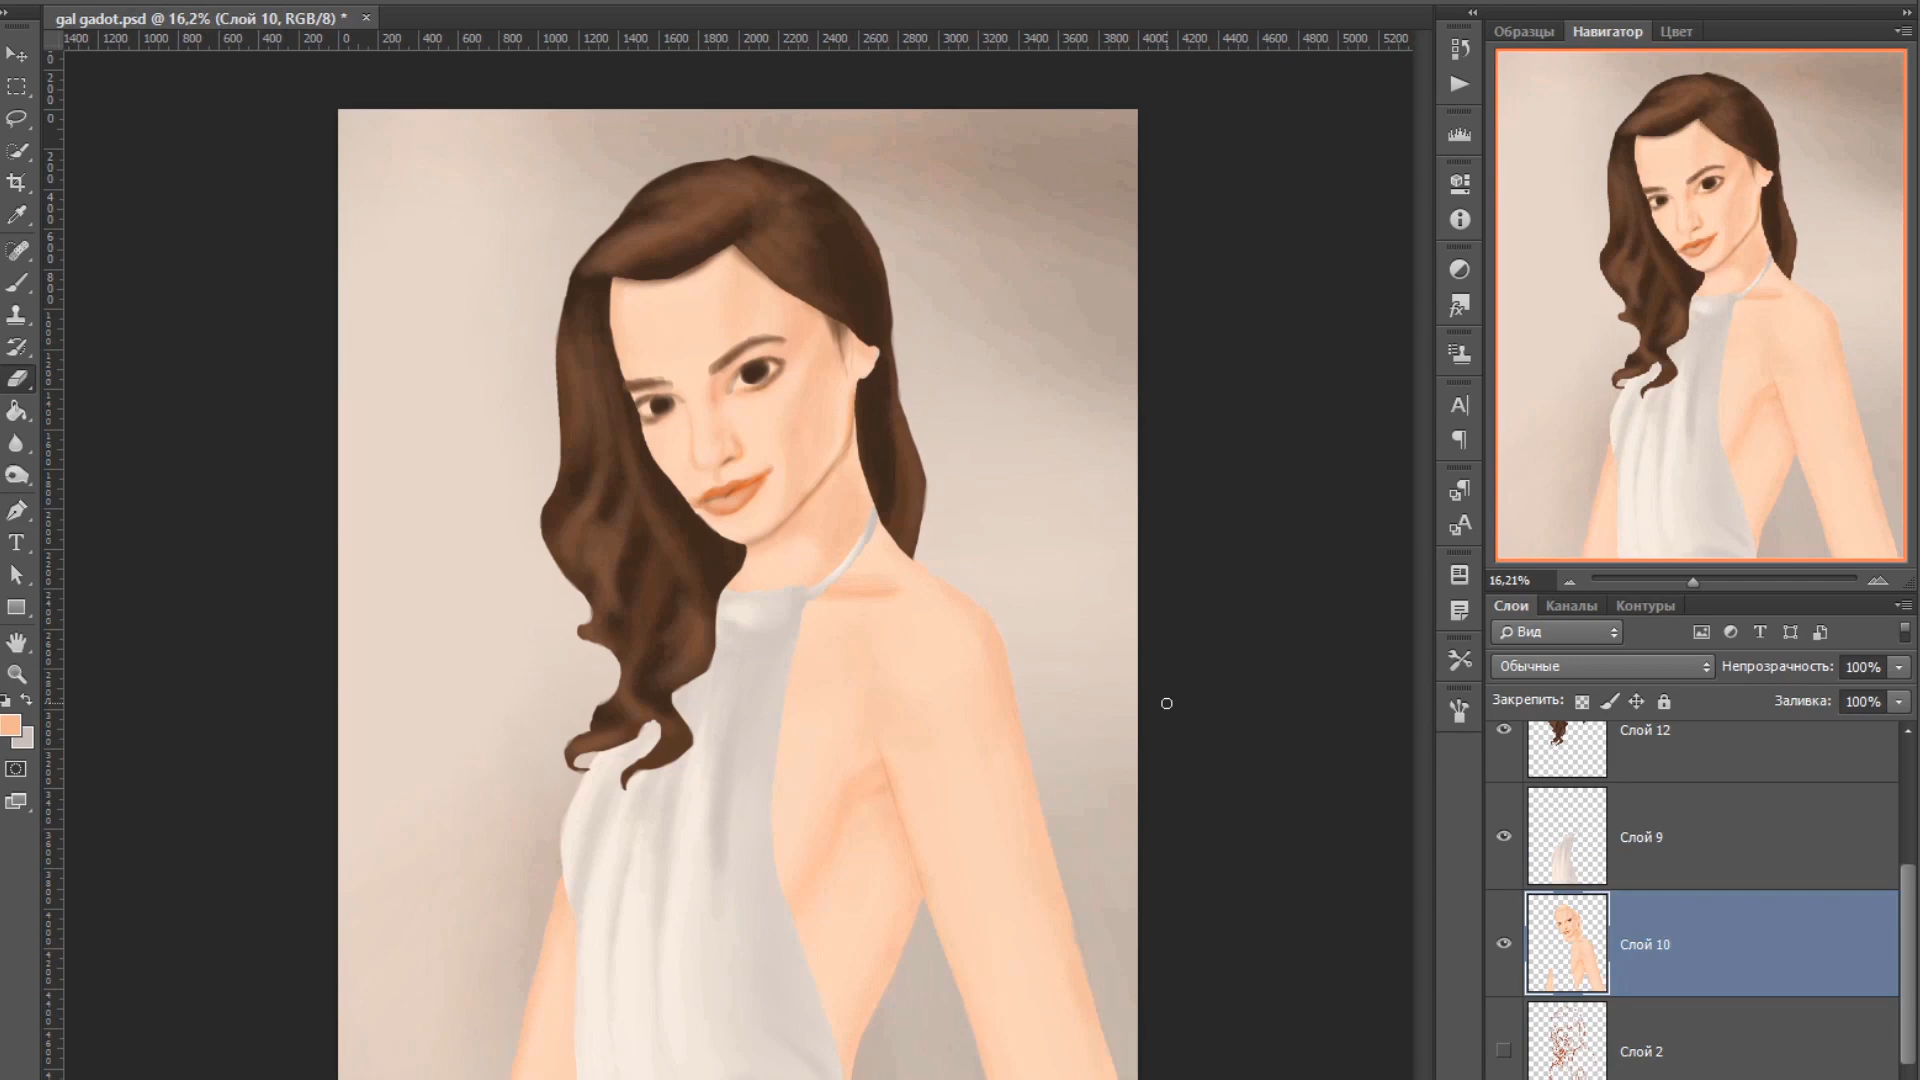 gal gadot.psd @ 16,2% (Слой 10, RGB/8) * ×
1400 1200 1000 800 600 400 200 0 200 400 600 800 1000 1200 1400 1600 1800 2000 2200 2400 2600 2800 3000 3200 3400 3600 3800 4000 4200 4400 4600 4800 5000 5200
Образцы Навигатор Цвет
16,21%
Слои Каналы Контуры
Вид
Обычные Непрозрачность: 100%
Закрепить: Заливка: 100%
Слой 12
Слой 9
Слой 10
Слой 2